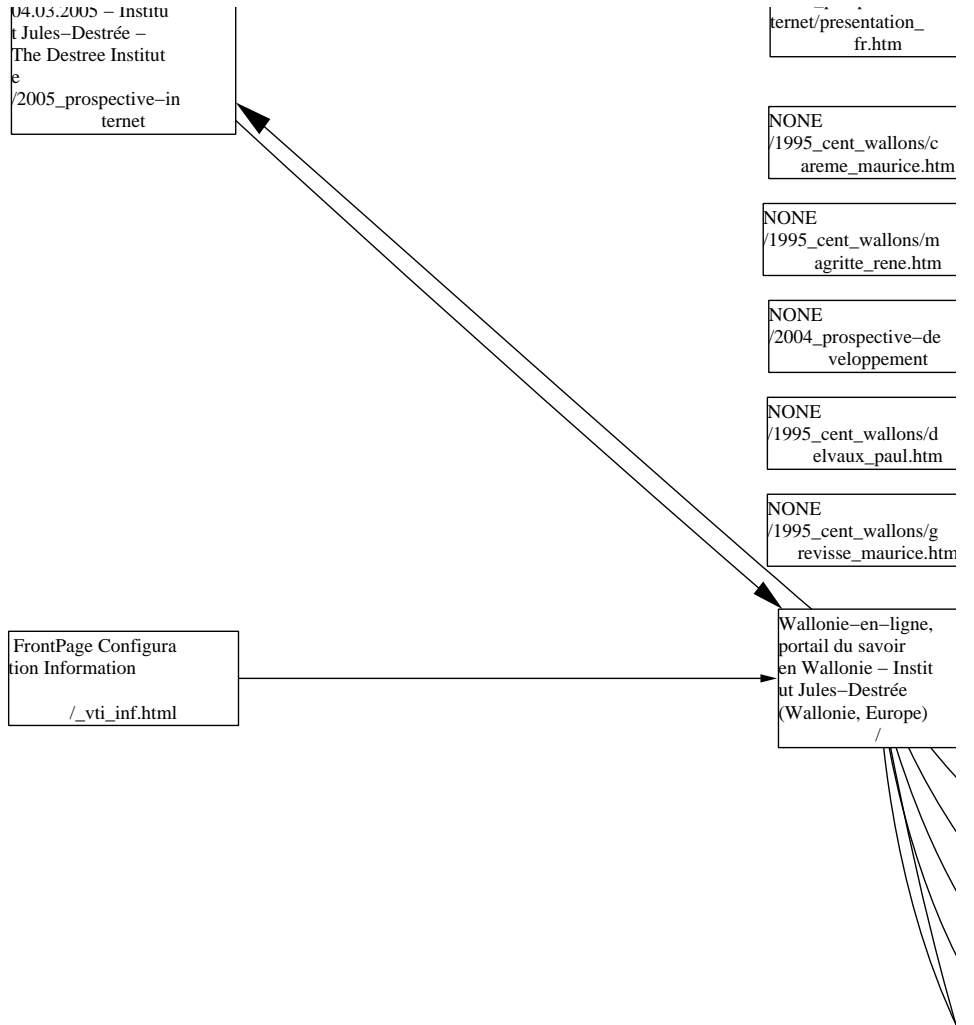 04.03.2005 − Institu
t Jules−Destrée −
The Destree Institut
e
/2005_prospective−in
ternet
ternet/presentation_
fr.htm
NONE
/1995_cent_wallons/c
areme_maurice.htm
NONE
/1995_cent_wallons/m
agritte_rene.htm
NONE
/2004_prospective−de
veloppement
NONE
/1995_cent_wallons/d
elvaux_paul.htm
NONE
/1995_cent_wallons/g
revisse_maurice.htm
FrontPage Configura
tion Information
/_vti_inf.html
Wallonie−en−ligne,
portail du savoir
en Wallonie − Instit
ut Jules−Destrée
(Wallonie, Europe)
/